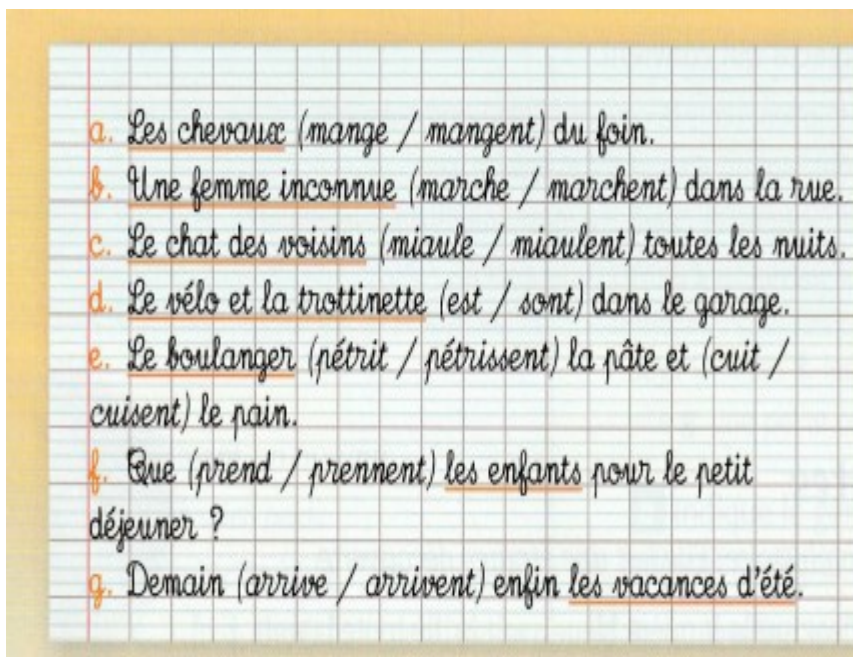 a. Les chevaux (mange / mangent) du foin.
b. Une femme inconnue (marche / marchent) dans la rue.
c. Le chat des voisins (miaule / miaulent) toutes les nuits.
d. Le vélo et la trottinette (est / sont) dans le garage.
e. Le boulanger (pétrit / pétrissent) la pâte et (cuit /
cuisent) le pain.
f. Que (prend / prennent) les enfants pour le petit
déjeuner ?
g. Demain (arrive / arrivent) enfin les vacances d'été.